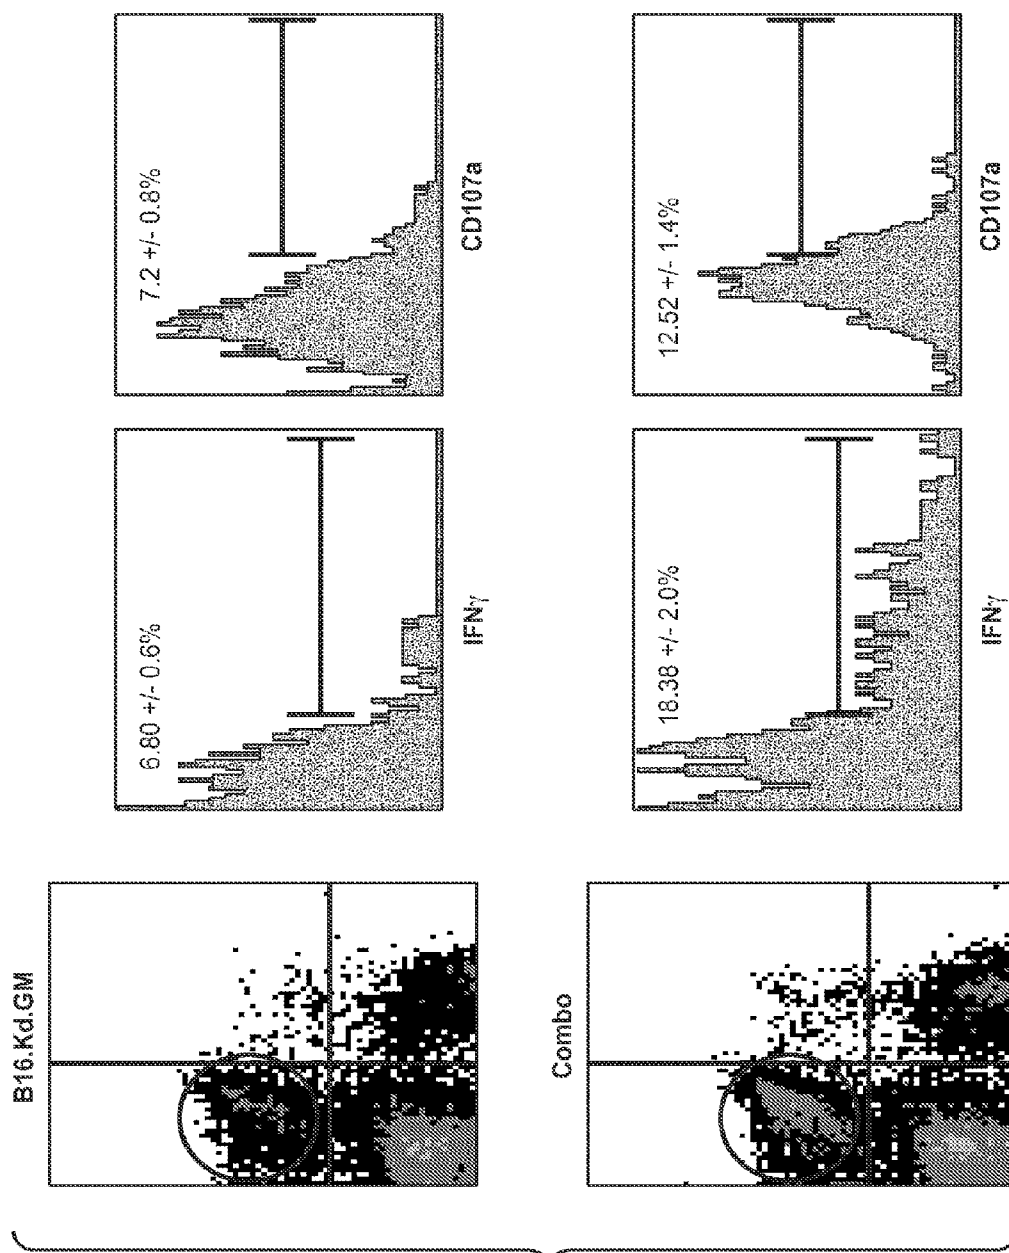 B16.Kd.GM
6.80 +/- 0.6%
IFNγ
7.2 +/- 0.8%
CD107a
Combo
18.38 +/- 2.0%
IFNγ
12.52 +/- 1.4%
CD107a